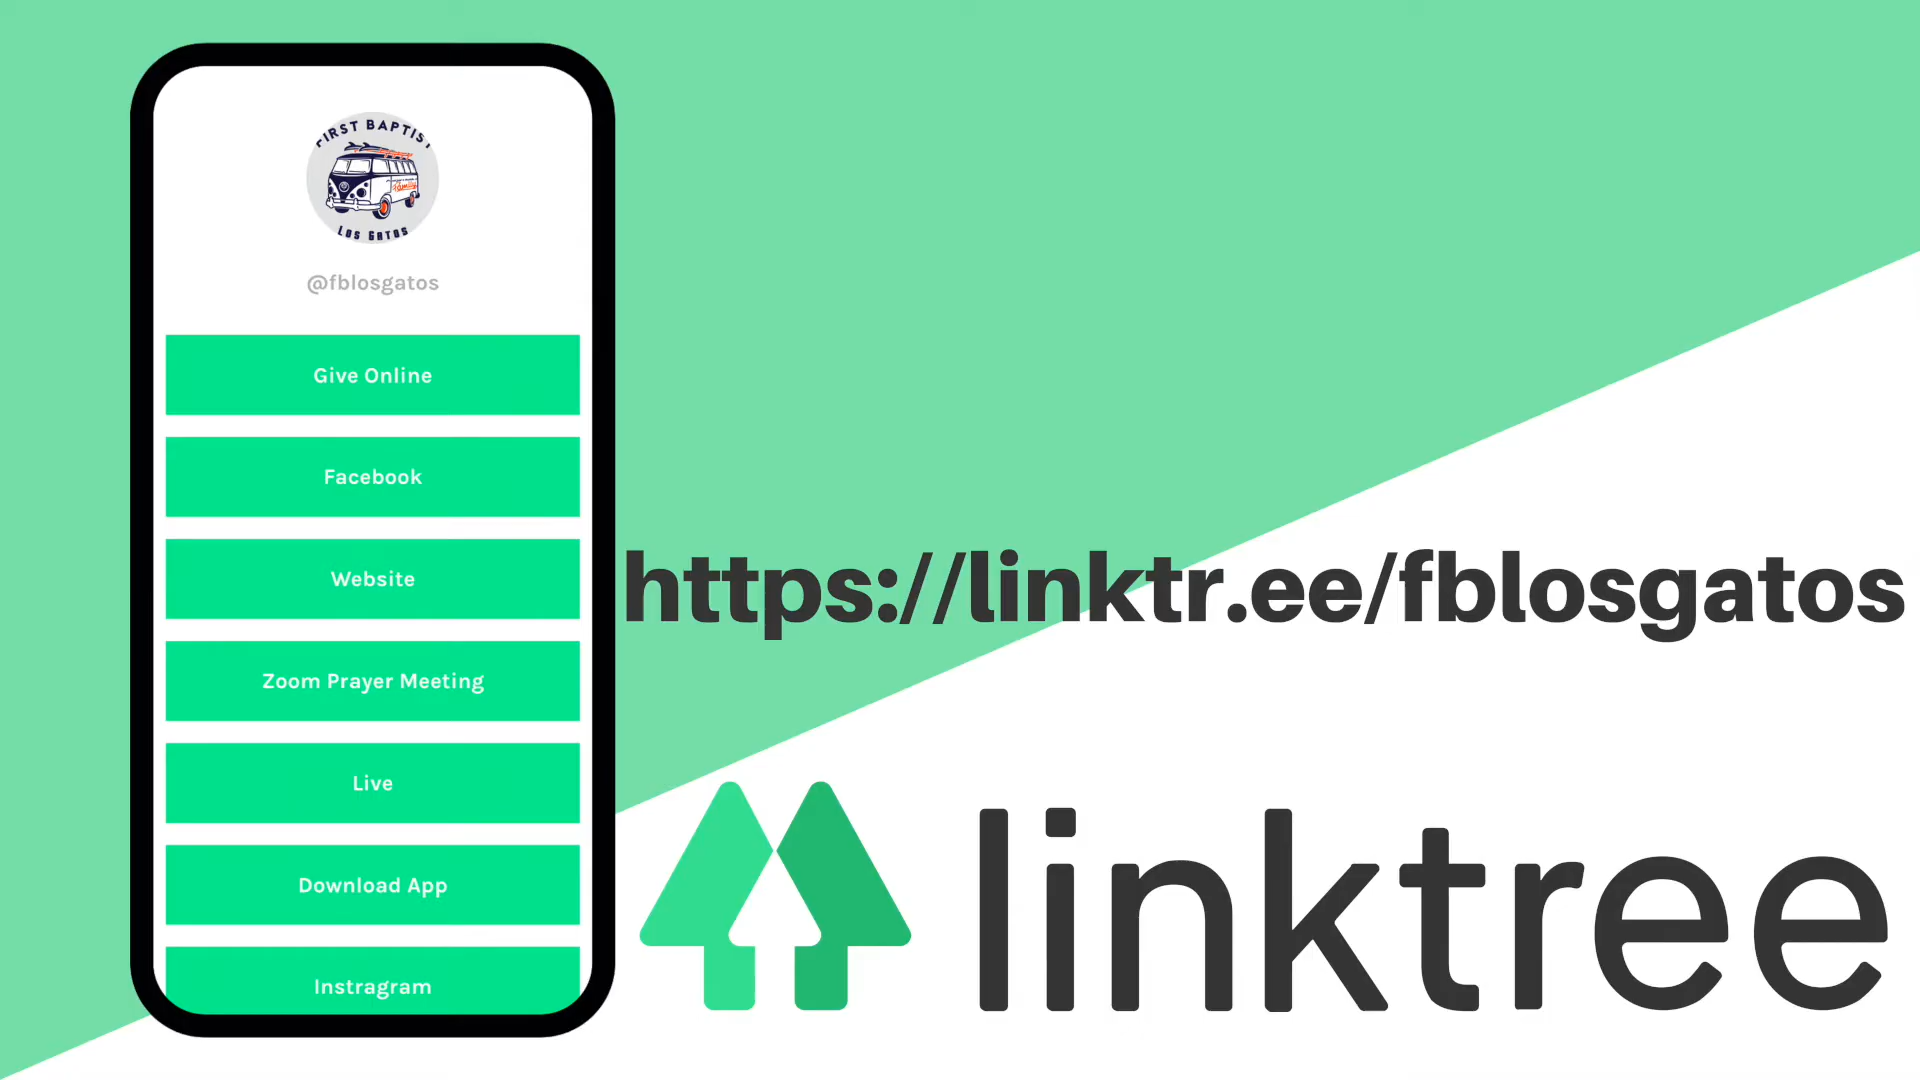 FIRST BAPTIST
Family
LOS GATOS
@fblosgatos
Give Online
Facebook
Website
Zoom Prayer Meeting
Live
Download App
Instragram
https://linktr.ee/fblosgatos
linktree